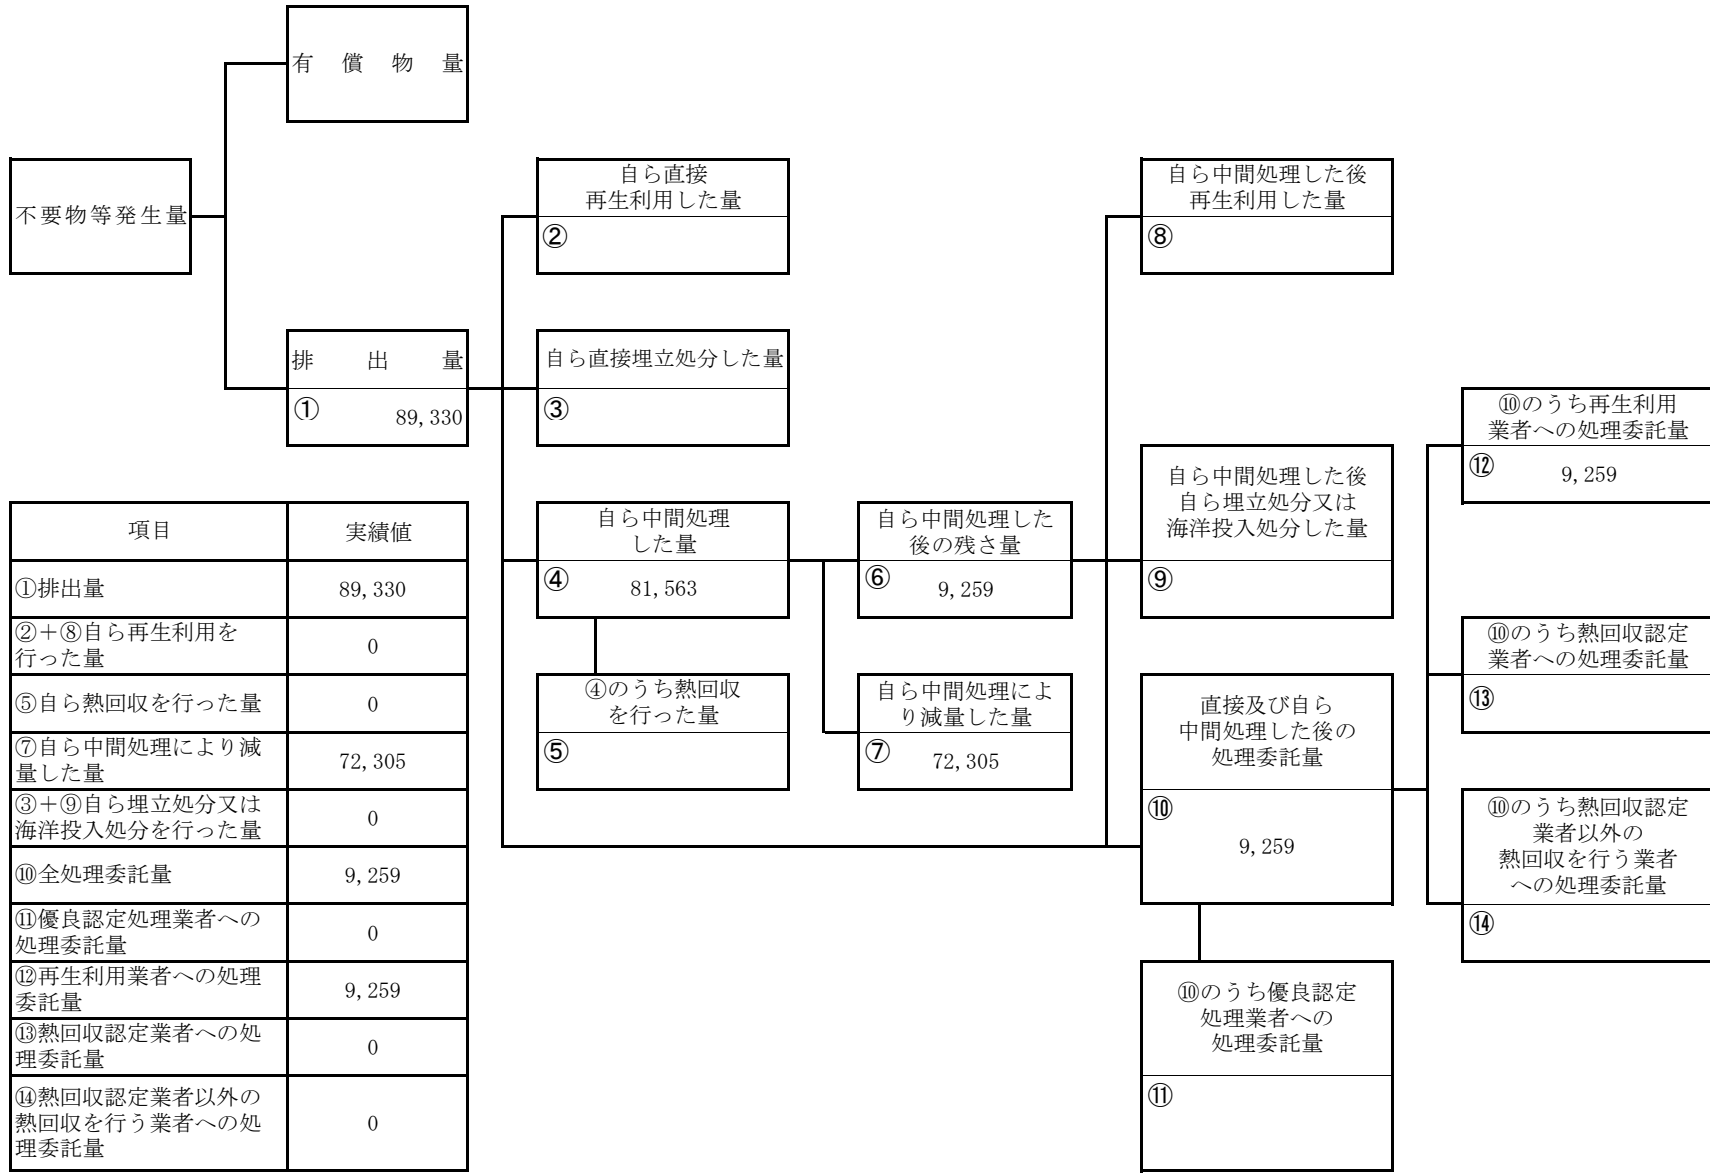 有償物量
不要物等発生量
排出量
①
89,330
自ら直接
再生利用した量
②
自ら直接埋立処分した量
③
自ら中間処理
した量
④
81,563
④のうち熱回収
を行った量
⑤
自ら中間処理した
後の残さ量
⑥
9,259
自ら中間処理によ
り減量した量
⑦
72,305
自ら中間処理した後
再生利用した量
⑧
自ら中間処理した後
自ら埋立処分又は
海洋投入処分した量
⑨
直接及び自ら
中間処理した後の
処理委託量
⑩
9,259
⑩のうち優良認定
処理業者への
処理委託量
⑪
⑩のうち再生利用
業者への処理委託量
⑫
9,259
⑩のうち熱回収認定
業者への処理委託量
⑬
⑩のうち熱回収認定
業者以外の
熱回収を行う業者
への処理委託量
⑭
項目
実績値
①排出量
89,330
②＋⑧自ら再生利用を
行った量
0
⑤自ら熱回収を行った量
0
⑦自ら中間処理により減
量した量
72,305
③＋⑨自ら埋立処分又は
海洋投入処分を行った量
0
⑩全処理委託量
9,259
⑪優良認定処理業者への
処理委託量
0
⑫再生利用業者への処理
委託量
9,259
⑬熱回収認定業者への処
理委託量
0
⑭熱回収認定業者以外の
熱回収を行う業者への処
理委託量
0